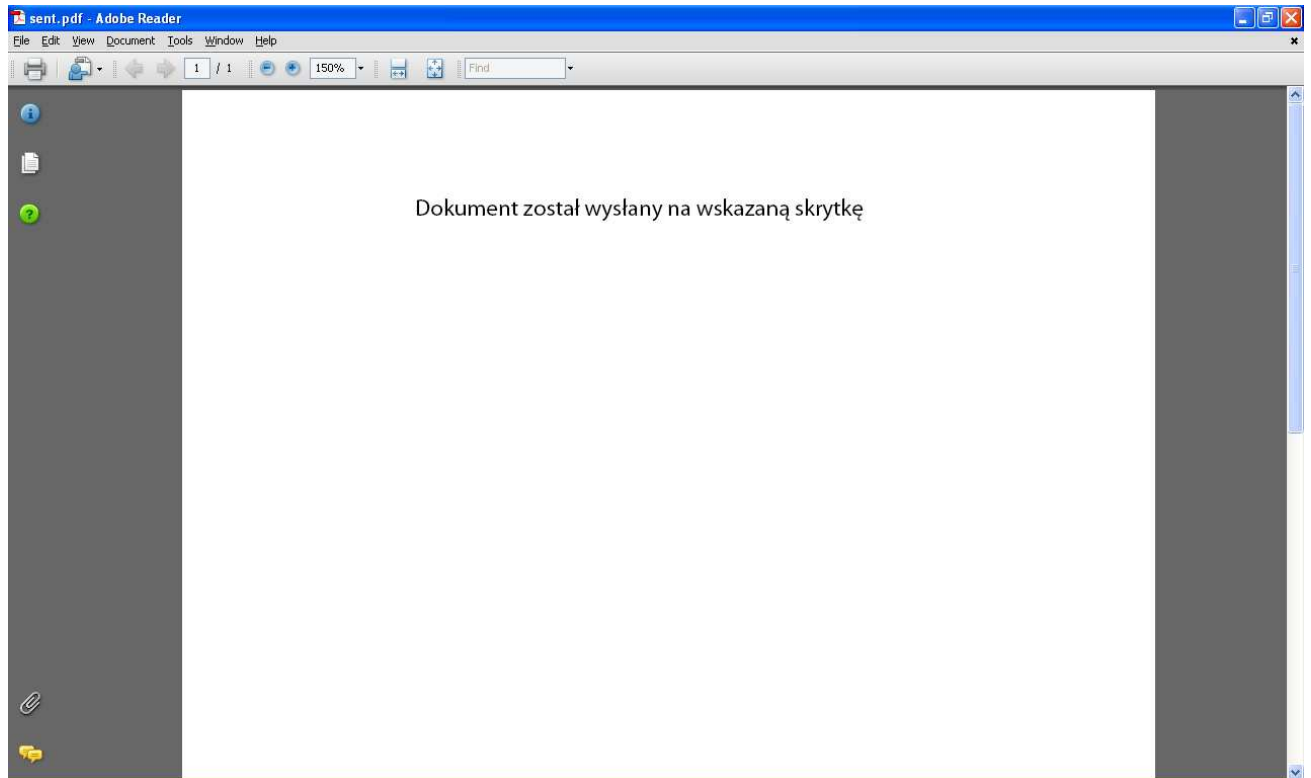 sent.pdf - Adobe Reader
File Edit View Document Tools Window Help
1 / 1 150% Find
Dokument został wysłany na wskazaną skrytkę